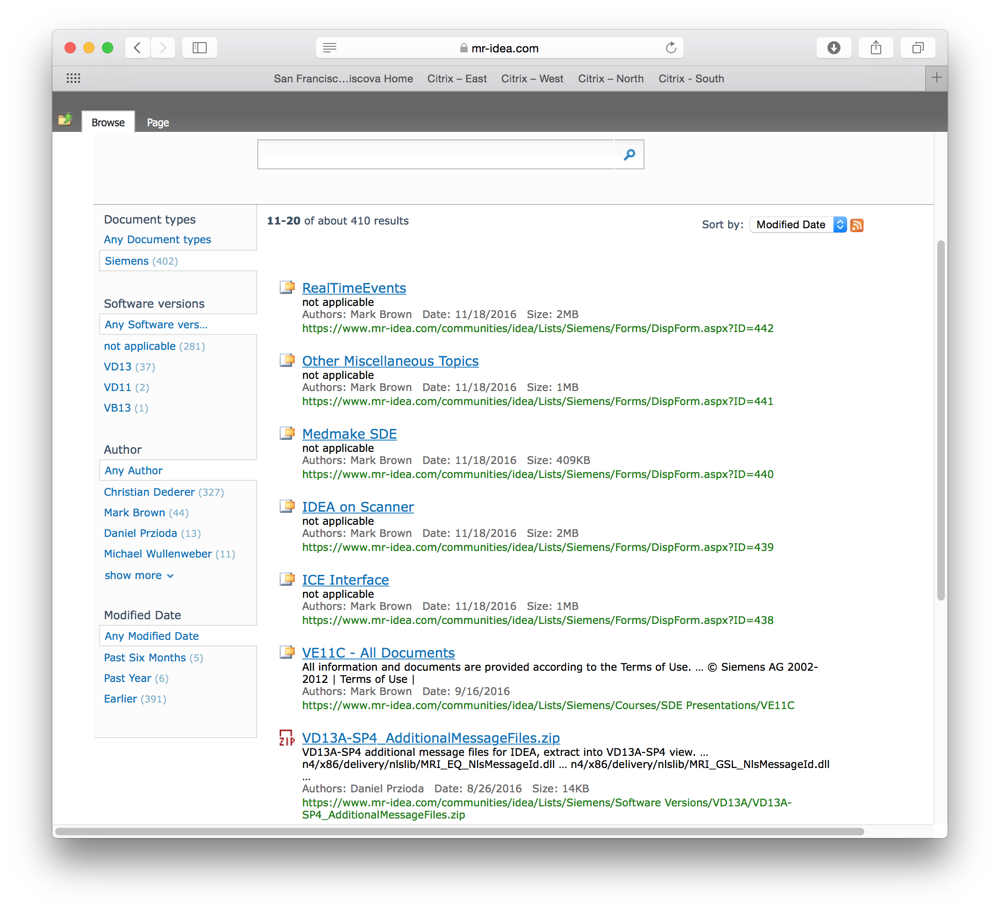 mr-idea.com
San Francisc...iscova Home Citrix – East Citrix – West Citrix – North Citrix - South
Browse Page
Document types
Any Document types
Siemens (402)
Software versions
Any Software vers...
not applicable (281)
VD13 (37)
VD11 (2)
VB13 (1)
Author
Any Author
Christian Dederer (327)
Mark Brown (44)
Daniel Przioda (13)
Michael Wullenweber (11)
show more
Modified Date
Any Modified Date
Past Six Months (5)
Past Year (6)
Earlier (391)
11-20 of about 410 results
Sort by: Modified Date
RealTimeEvents
not applicable
Authors: Mark Brown Date: 11/18/2016 Size: 2MB
https://www.mr-idea.com/communities/idea/Lists/Siemens/Forms/DispForm.aspx?ID=442
Other Miscellaneous Topics
not applicable
Authors: Mark Brown Date: 11/18/2016 Size: 1MB
https://www.mr-idea.com/communities/idea/Lists/Siemens/Forms/DispForm.aspx?ID=441
Medmake SDE
not applicable
Authors: Mark Brown Date: 11/18/2016 Size: 409KB
https://www.mr-idea.com/communities/idea/Lists/Siemens/Forms/DispForm.aspx?ID=440
IDEA on Scanner
not applicable
Authors: Mark Brown Date: 11/18/2016 Size: 2MB
https://www.mr-idea.com/communities/idea/Lists/Siemens/Forms/DispForm.aspx?ID=439
ICE Interface
not applicable
Authors: Mark Brown Date: 11/18/2016 Size: 1MB
https://www.mr-idea.com/communities/idea/Lists/Siemens/Forms/DispForm.aspx?ID=438
VE11C - All Documents
All information and documents are provided according to the Terms of Use. ... © Siemens AG 2002-
2012 | Terms of Use |
Authors: Mark Brown Date: 9/16/2016
https://www.mr-idea.com/communities/idea/Lists/Siemens/Courses/SDE Presentations/VE11C
ZIP VD13A-SP4_AdditionalMessageFiles.zip
VD13A-SP4 additional message files for IDEA, extract into VD13A-SP4 view. ...
n4/x86/delivery/nlslib/MRI_EQ_NlsMessageId.dll ... n4/x86/delivery/nlslib/MRI_GSL_NlsMessageId.dll
...
Authors: Daniel Przioda Date: 8/26/2016 Size: 14KB
https://www.mr-idea.com/communities/idea/Lists/Siemens/Software Versions/VD13A/VD13A-
SP4_AdditionalMessageFiles.zip